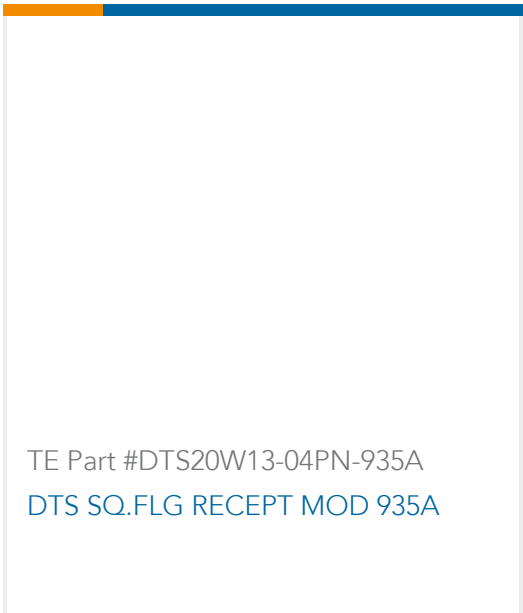 TE Part #DTS20W13-04PN-935A
DTS SQ.FLG RECEPT MOD 935A